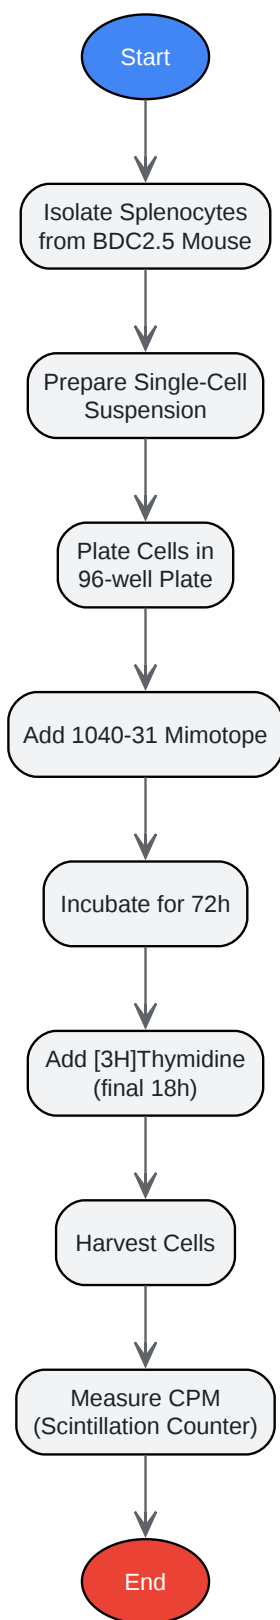 Start
Isolate Splenocytes
from BDC2.5 Mouse
Prepare Single-Cell
Suspension
Plate Cells in
96-well Plate
Add 1040-31 Mimotope
Incubate for 72h
Add [3H]Thymidine
(final 18h)
Harvest Cells
Measure CPM
(Scintillation Counter)
End